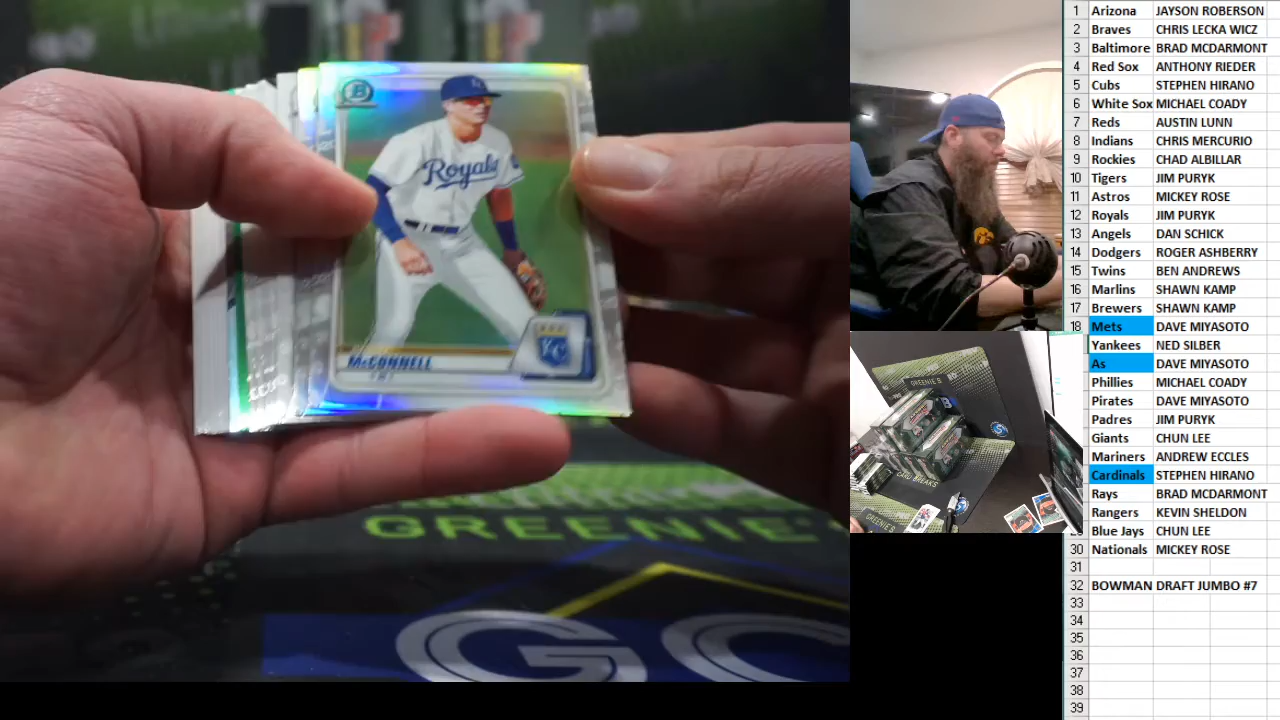 Royals
McCONNELL
KC
GREENIE'
GC
GREENIE B
CARD BREAKS
GREENIE B
1 Arizona JAYSON ROBERSON
2 Braves CHRIS LECKA WICZ
3 Baltimore BRAD MCDARMONT
4 Red Sox ANTHONY RIEDER
5 Cubs STEPHEN HIRANO
6 White Sox MICHAEL COADY
7 Reds AUSTIN LUNN
8 Indians CHRIS MERCURIO
9 Rockies CHAD ALBILLAR
10 Tigers JIM PURYK
11 Astros MICKEY ROSE
12 Royals JIM PURYK
13 Angels DAN SCHICK
14 Dodgers ROGER ASHBERRY
15 Twins BEN ANDREWS
16 Marlins SHAWN KAMP
17 Brewers SHAWN KAMP
18 Mets DAVE MIYASOTO
Yankees NED SILBER
As DAVE MIYASOTO
Phillies MICHAEL COADY
Pirates DAVE MIYASOTO
Padres JIM PURYK
Giants CHUN LEE
Mariners ANDREW ECCLES
Cardinals STEPHEN HIRANO
Rays BRAD MCDARMONT
Rangers KEVIN SHELDON
Blue Jays CHUN LEE
30 Nationals MICKEY ROSE
31
32 BOWMAN DRAFT JUMBO #7
33
34
35
36
37
38
39